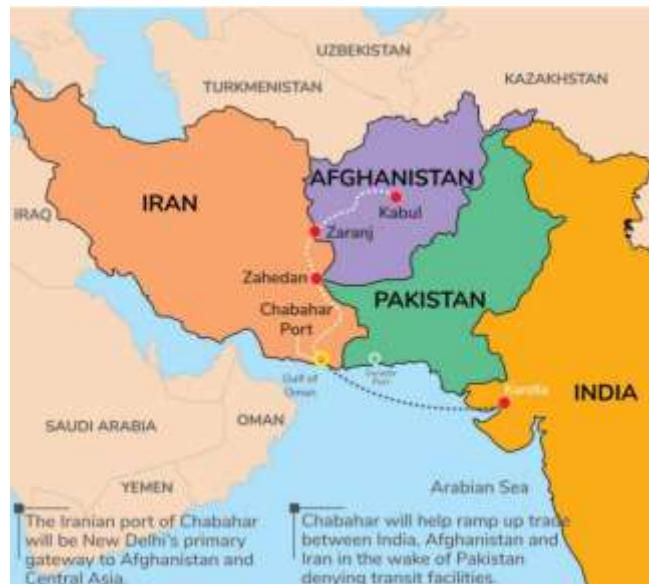 UZBEKISTAN
KAZAKHSTAN
TURKMENISTAN
AFGHANISTAN
IRAN
Kabul
IRAQ
Zaranj
Zahedan
PAKISTAN
Chabahar
Port
Gulf of
Oman
Gwadar
Port
Kandla
INDIA
OMAN
SAUDI ARABIA
YEMEN
Arabian Sea
The Iranian port of Chabahar
will be New Delhi's primary
gateway to Afghanistan and
Central Asia.
Chabahar will help ramp up trade
between India, Afghanistan and
Iran in the wake of Pakistan
denying transit facilities.